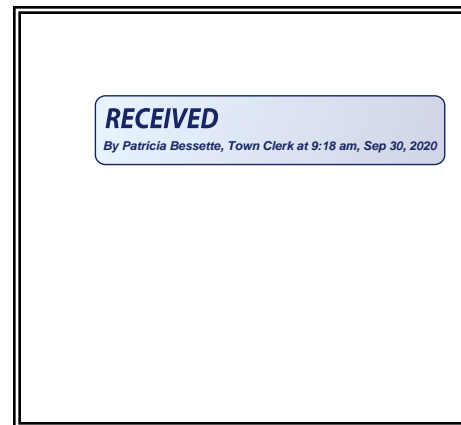 RECEIVED
By Patricia Bessette, Town Clerk at 9:18 am, Sep 30, 2020